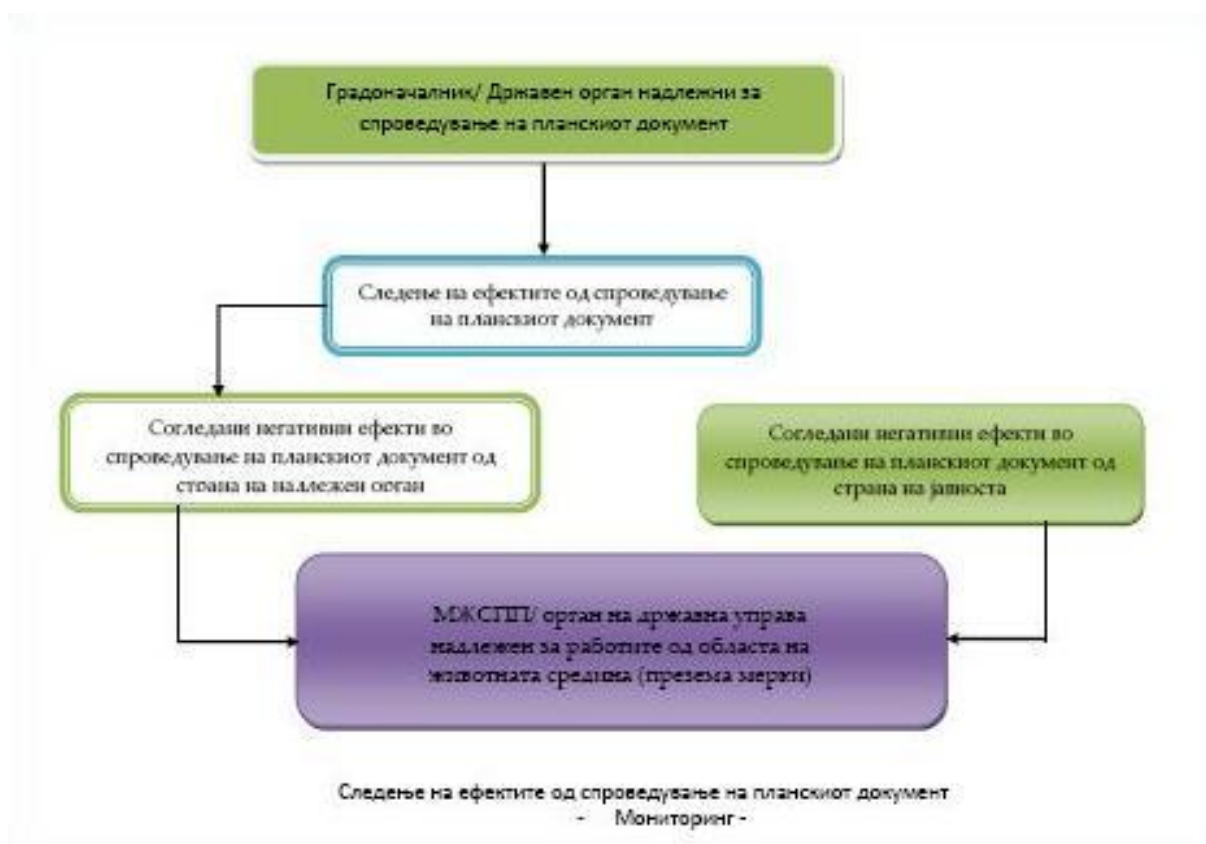 Градоначалник/ Државен орган надлежни за
спроведување на планскиот документ
Следење на ефектите од спроведување
на планскиот документ
Согледани негативни ефекти во
спроведување на планскиот документ од
страна на надлежен орган
Согледани негативни ефекти во
спроведување на планскиот документ од
страна на јавноста
МЖСПП/ орган на државна управа
надлежен за работите од областа на
животната средина (презема мерки)
Следење на ефектите од спроведување на планскиот документ
- Мониторинг -